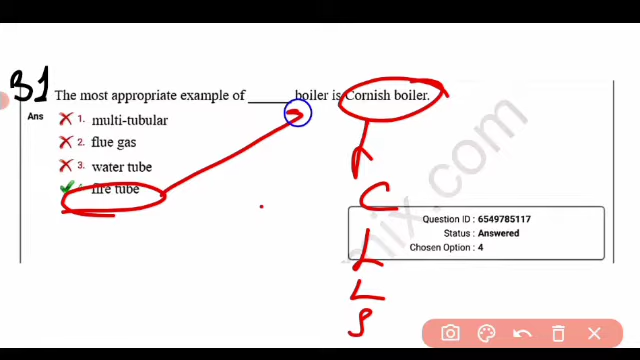 31 The most appropriate example of ______ boiler is Cornish boiler.
Ans
1. multi-tubular
2. flue gas
3. water tube
4. fire tube
C
Question ID : 6549785117
Status : Answered
Chosen Option : 4
L
L